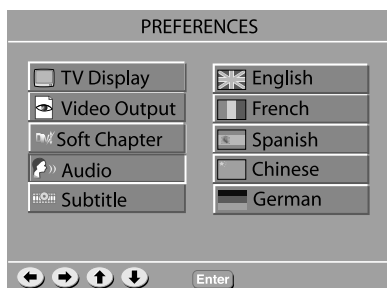 PREFERENCES
TV Display
Video Output
Soft Chapter
Audio
Subtitle
English
French
Spanish
Chinese
German
Enter